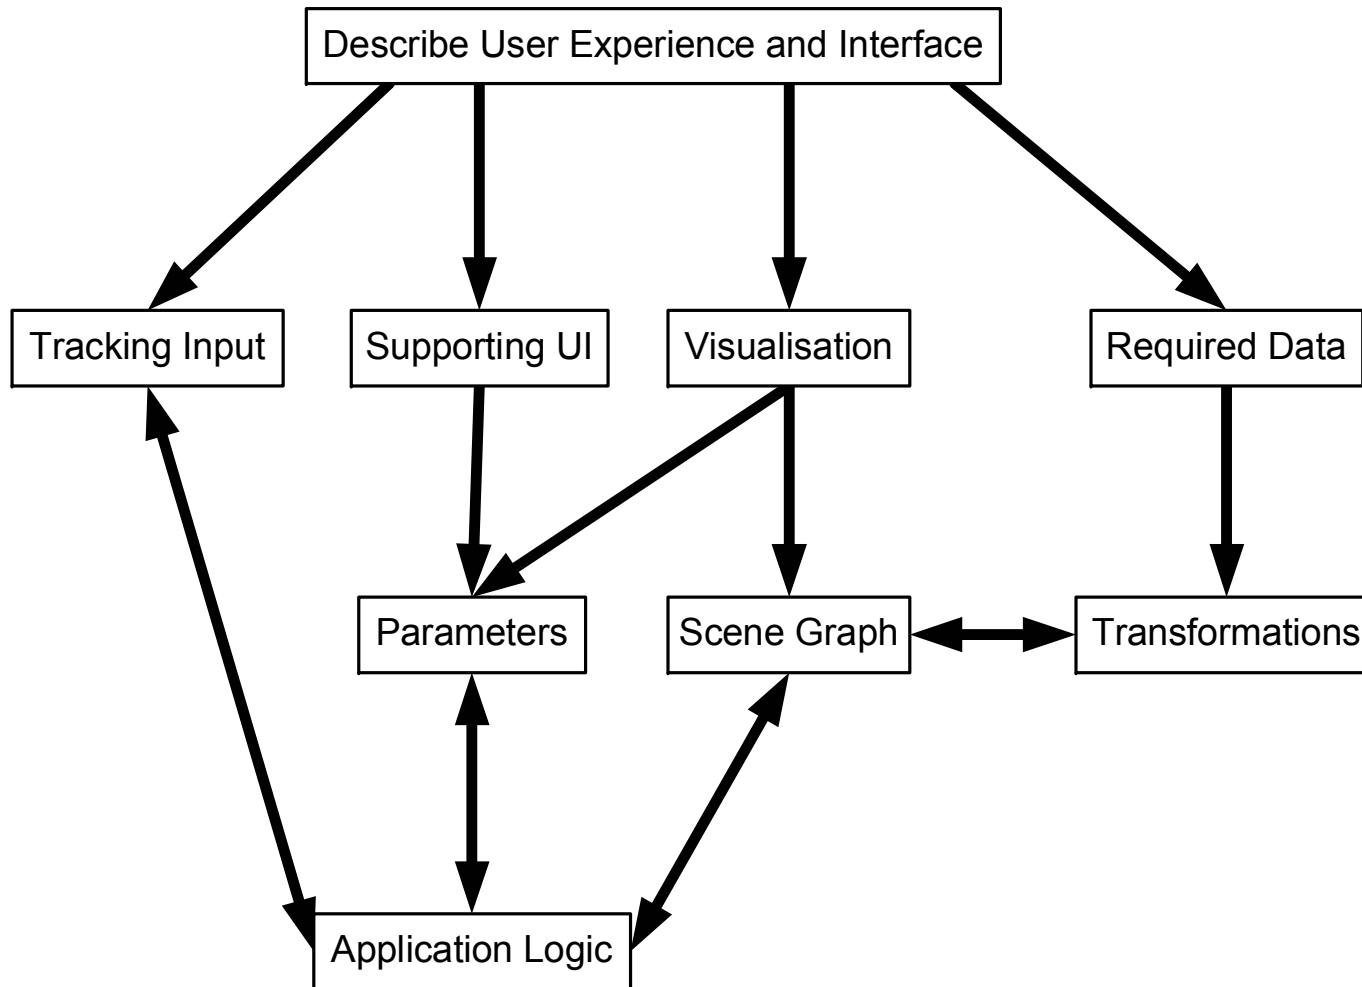 Describe User Experience and Interface
Tracking Input
Supporting UI
Visualisation
Required Data
Parameters
Scene Graph
Transformations
Application Logic